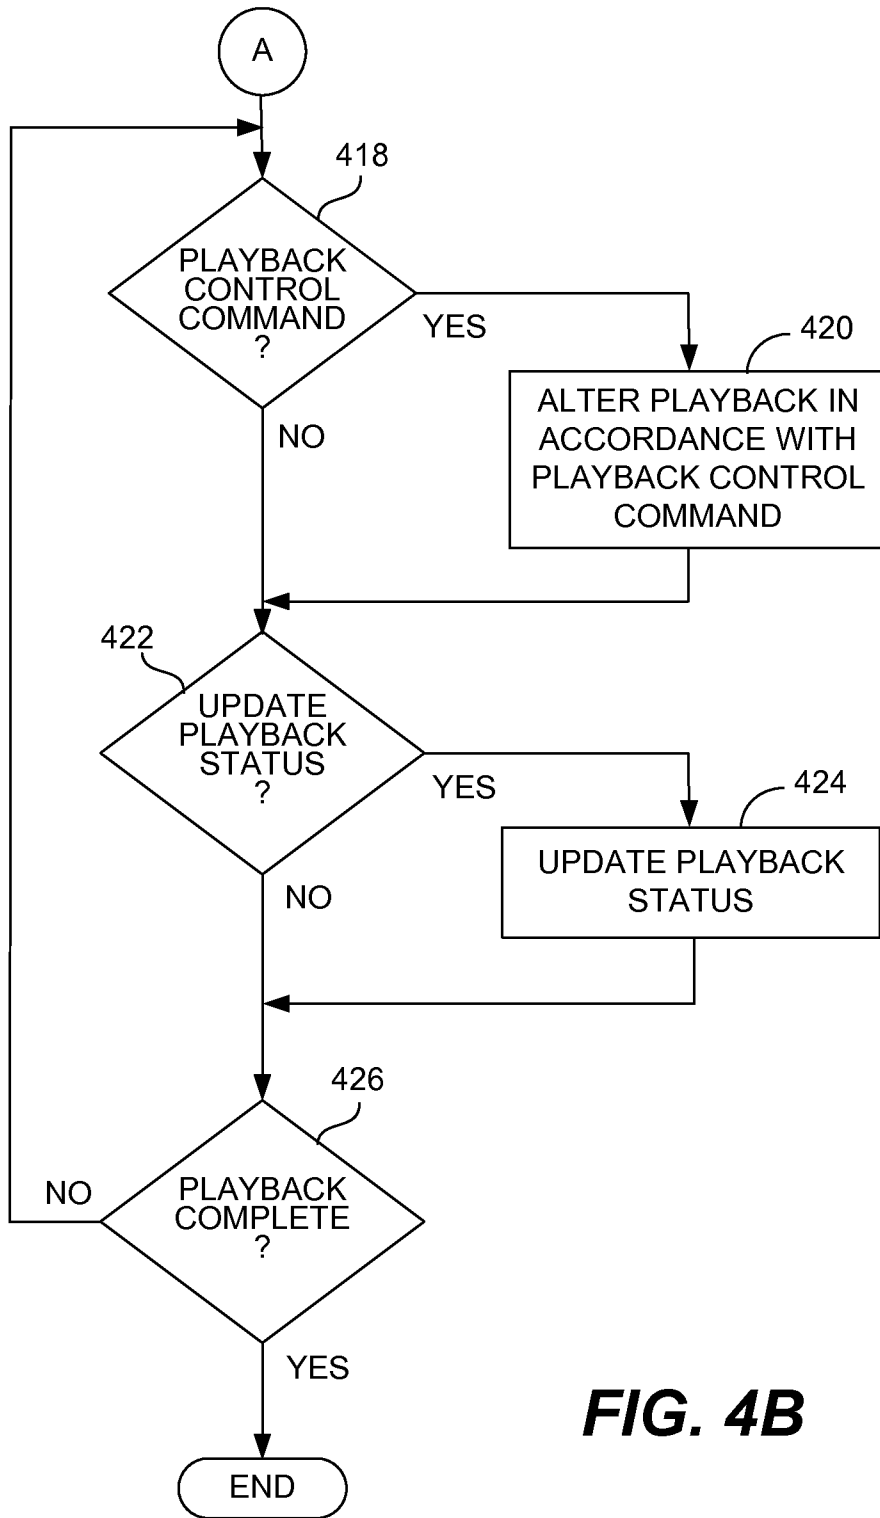 A
418
PLAYBACK
CONTROL
COMMAND
?
YES
420
ALTER PLAYBACK IN
ACCORDANCE WITH
PLAYBACK CONTROL
COMMAND
NO
422
UPDATE
PLAYBACK
STATUS
?
YES
424
UPDATE PLAYBACK
STATUS
NO
426
PLAYBACK
COMPLETE
?
NO
YES
END
FIG. 4B